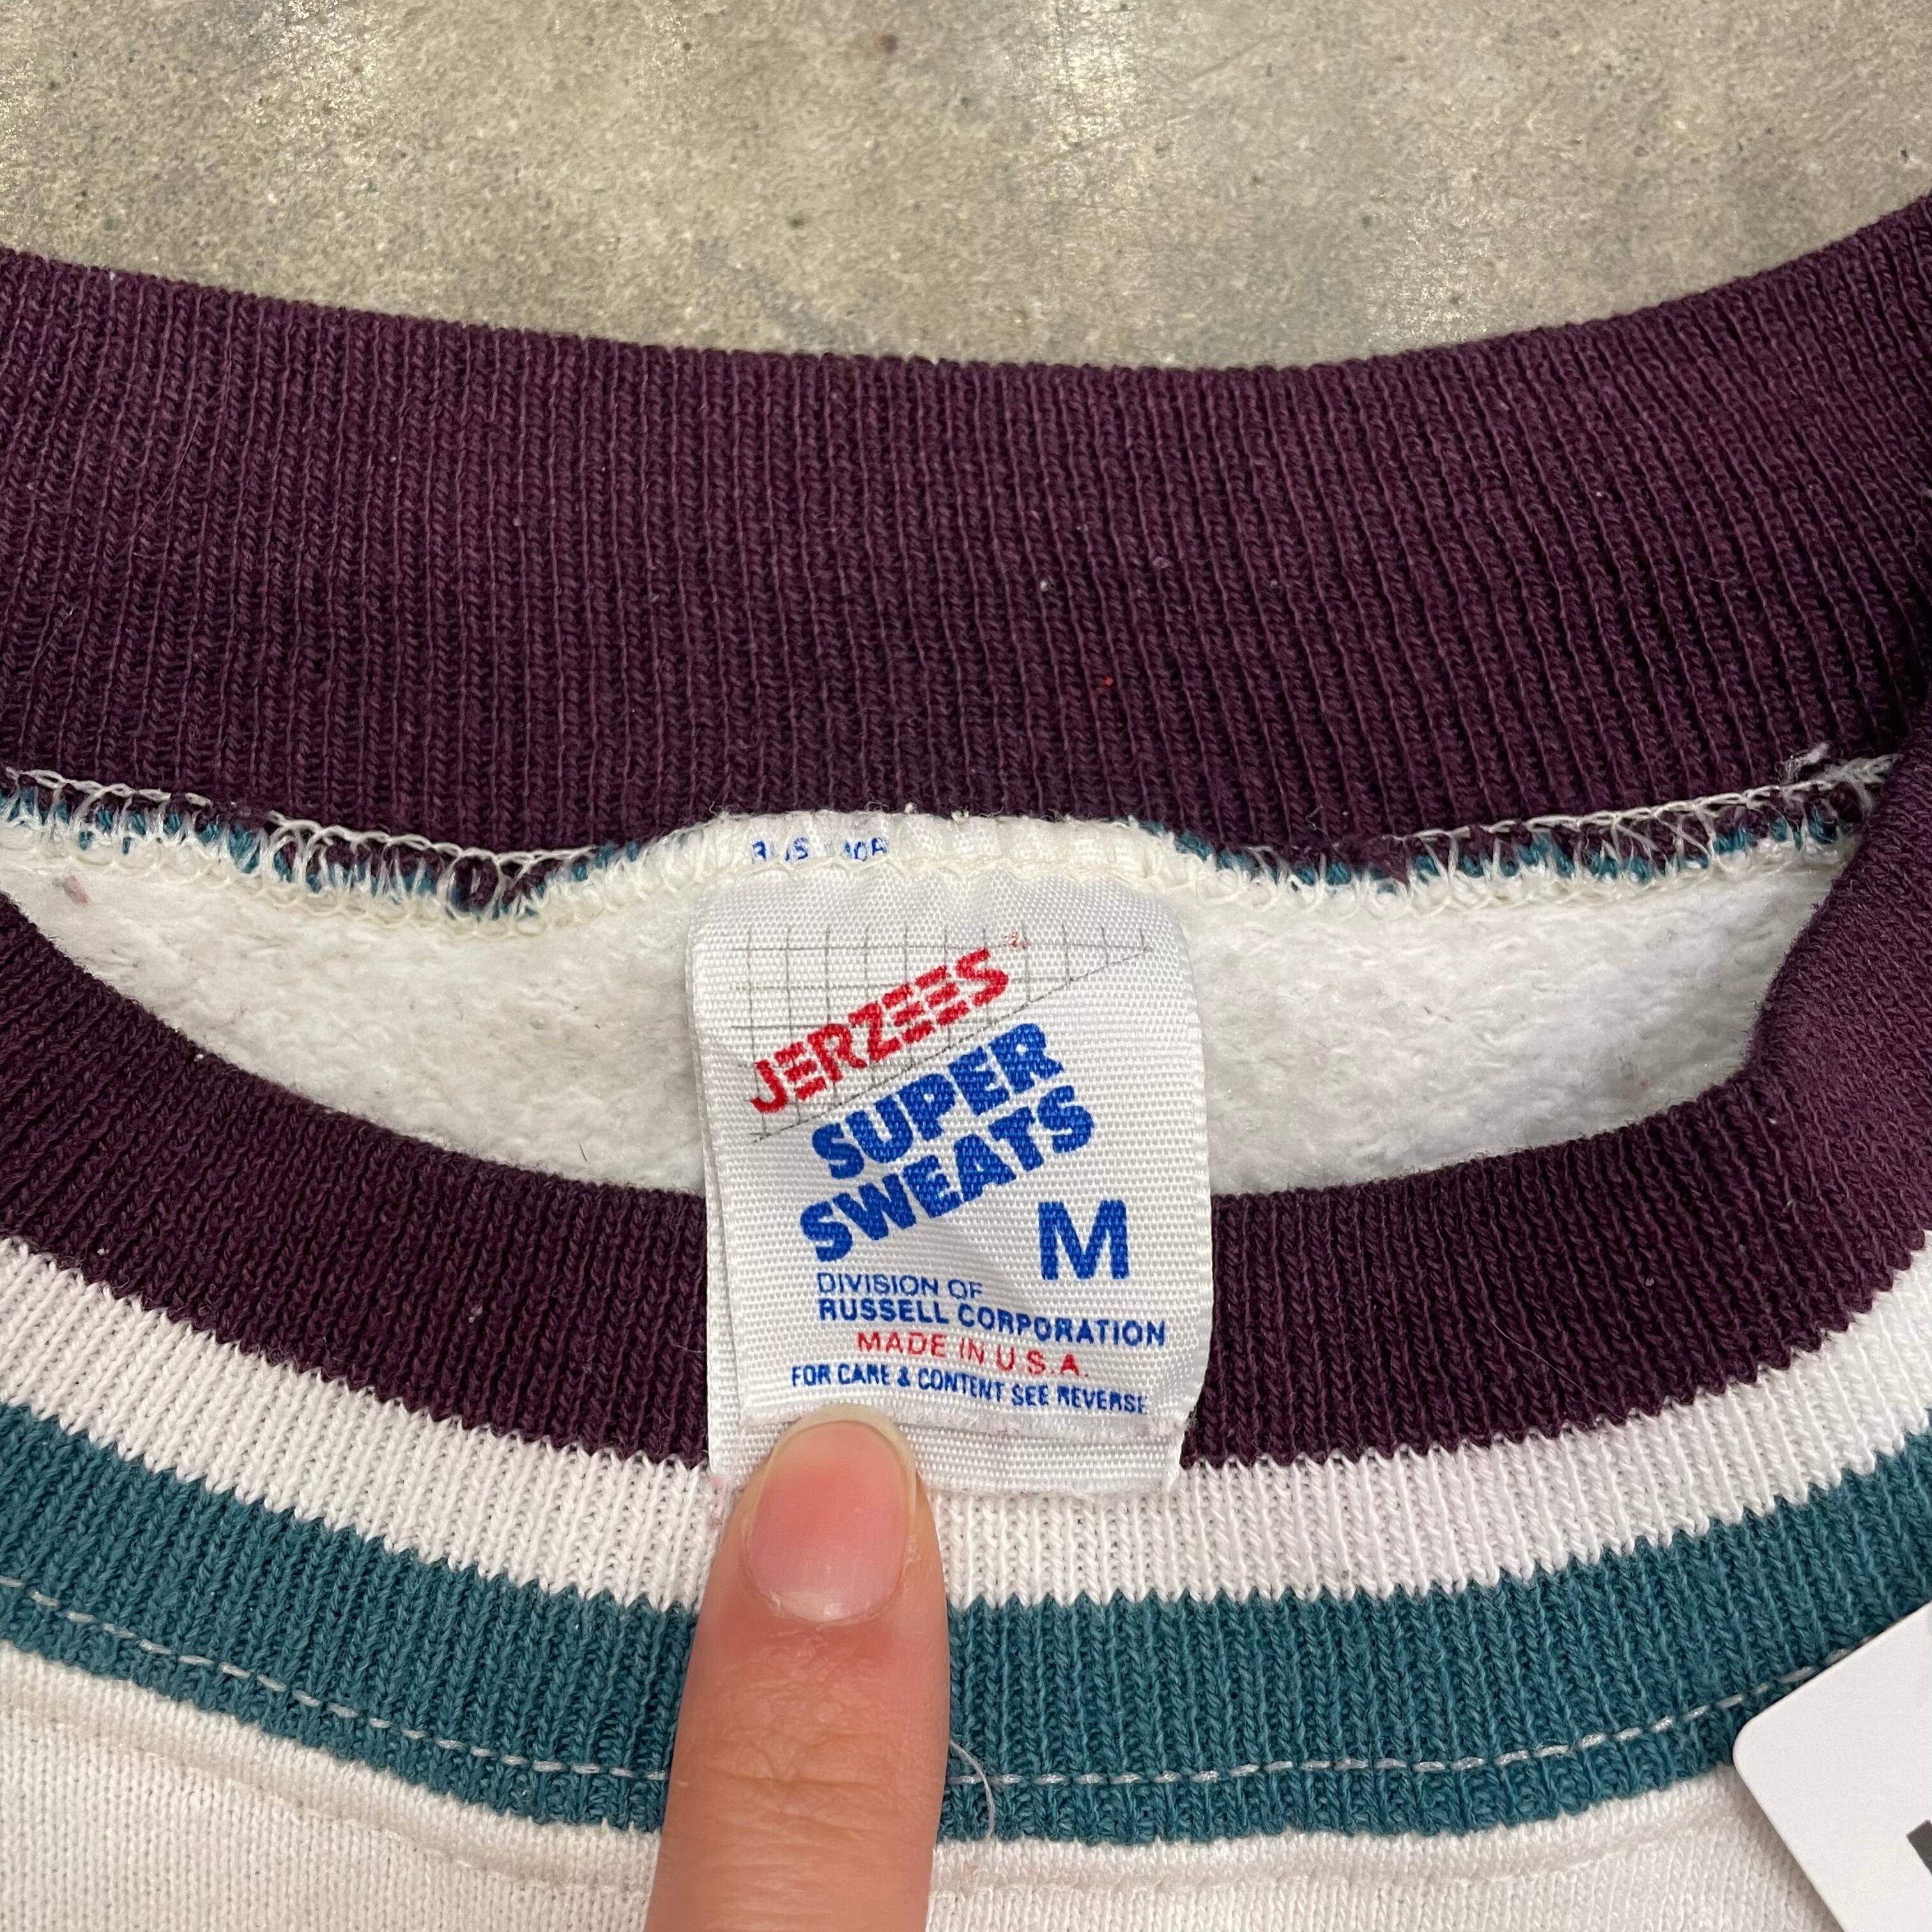 JERZEES
SUPER
SWEATS
M
DIVISION OF
RUSSELL CORPORATION
MADE IN U.S.A.
FOR CARE & CONTENT SEE REVERSE